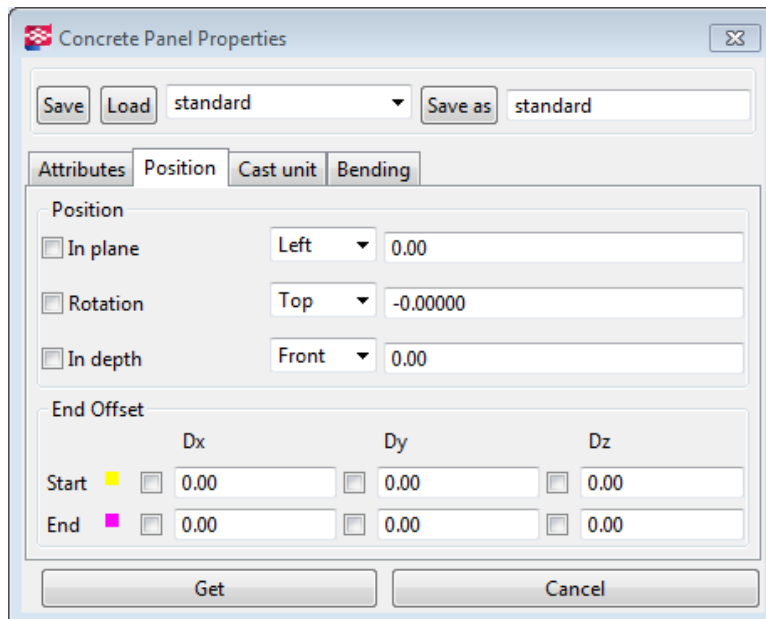 Concrete Panel Properties
Save Load standard Save as standard
Attributes Position Cast unit Bending
Position
In plane Left 0.00
Rotation Top -0.00000
In depth Front 0.00
End Offset
Dx Dy Dz
Start 0.00 0.00 0.00
End 0.00 0.00 0.00
Get Cancel